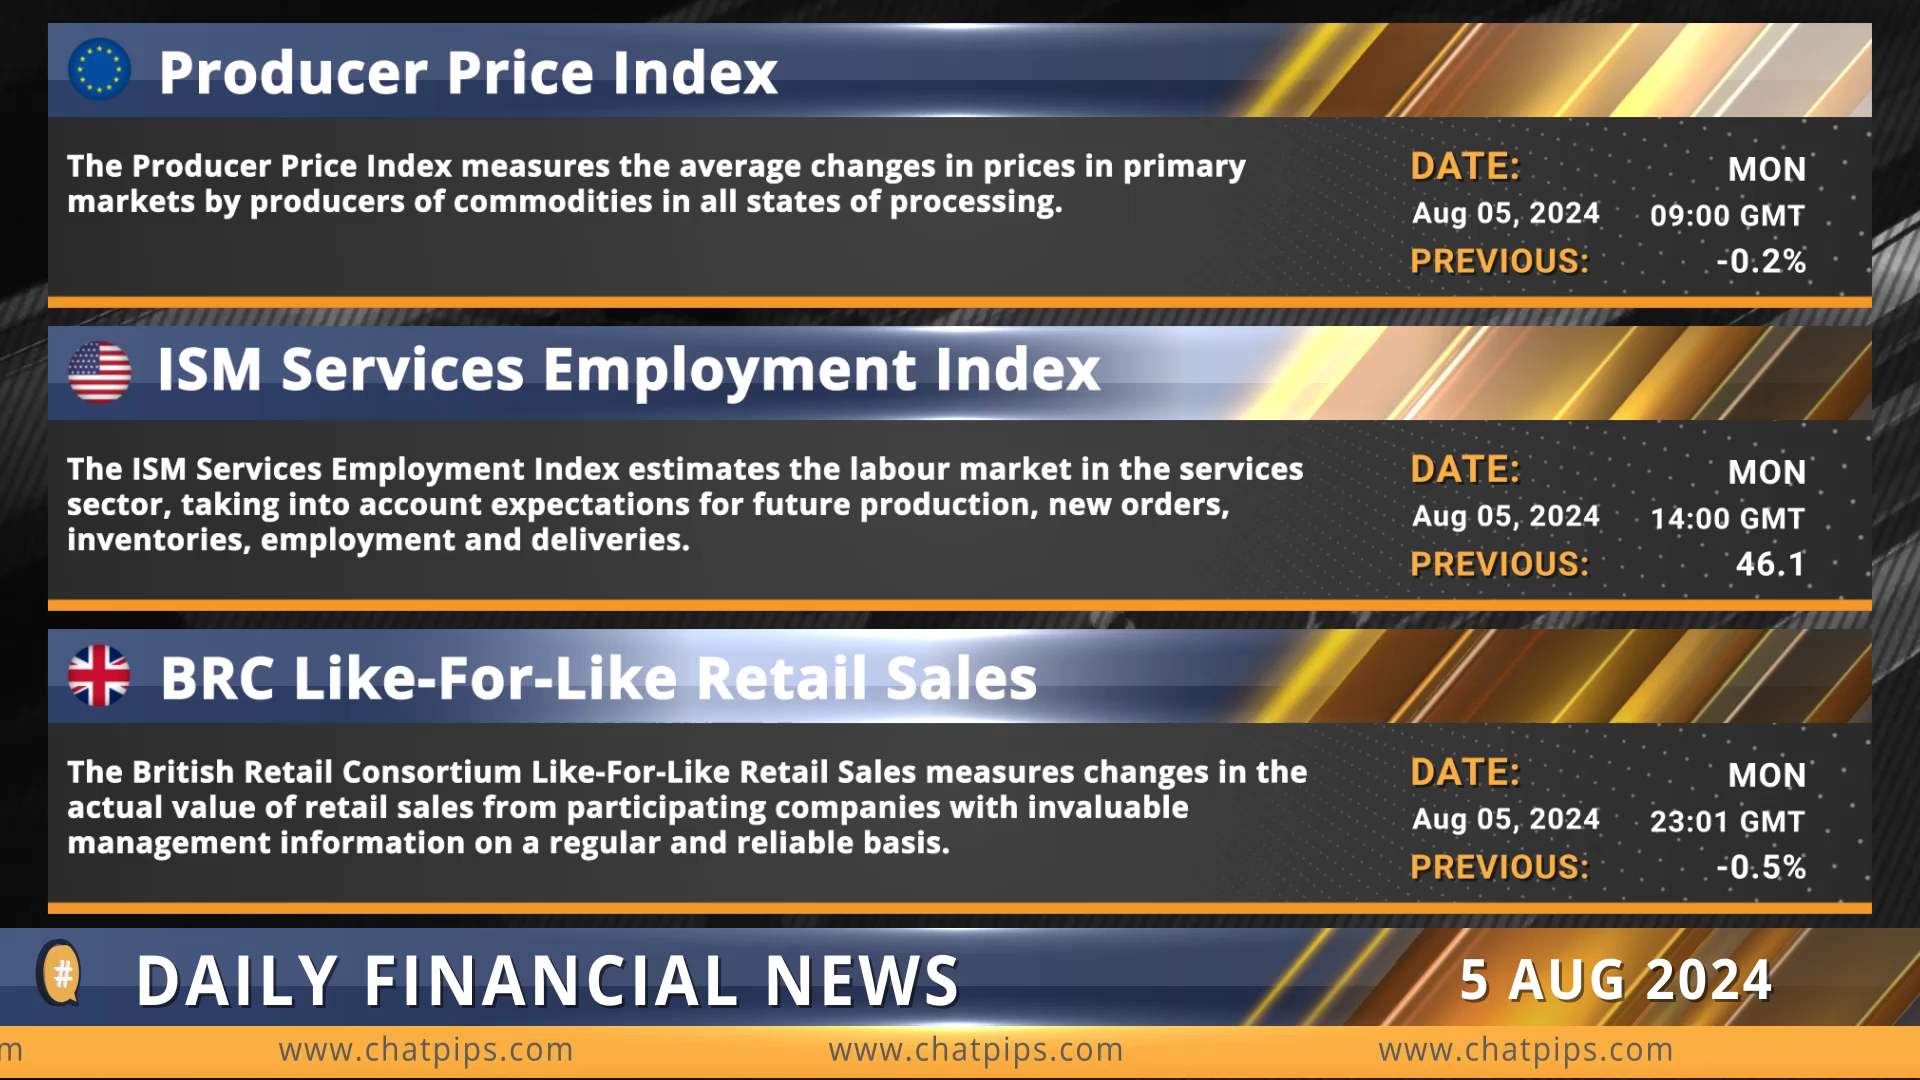 Producer Price Index
The Producer Price Index measures the average changes in prices in primary
markets by producers of commodities in all states of processing.
DATE: MON
Aug 05, 2024 09:00 GMT
PREVIOUS: -0.2%
ISM Services Employment Index
The ISM Services Employment Index estimates the labour market in the services
sector, taking into account expectations for future production, new orders,
inventories, employment and deliveries.
DATE: MON
Aug 05, 2024 14:00 GMT
PREVIOUS: 46.1
BRC Like-For-Like Retail Sales
The British Retail Consortium Like-For-Like Retail Sales measures changes in the
actual value of retail sales from participating companies with invaluable
management information on a regular and reliable basis.
DATE: MON
Aug 05, 2024 23:01 GMT
PREVIOUS: -0.5%
# DAILY FINANCIAL NEWS 5 AUG 2024
m www.chatpips.com www.chatpips.com www.chatpips.com